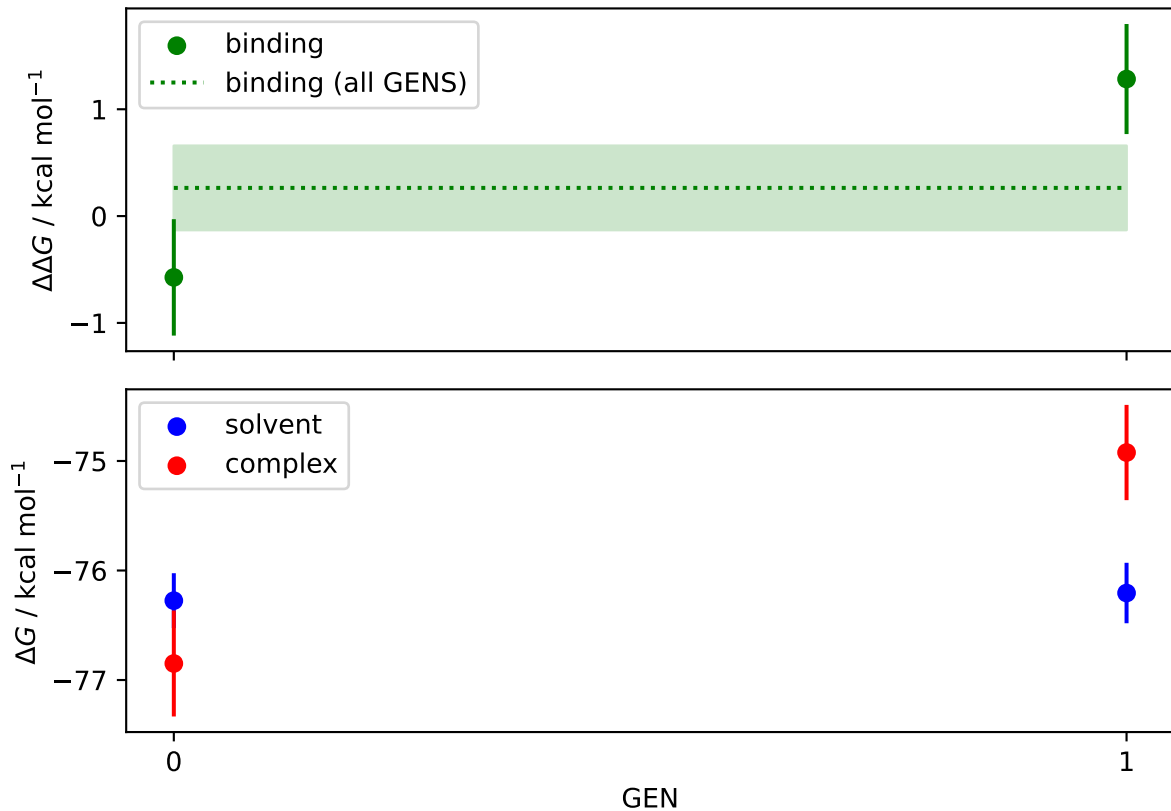 binding
binding (all GENS)
ΔΔG / kcal mol⁻¹
1
0
−1
solvent
complex
ΔG / kcal mol⁻¹
−75
−76
−77
0
1
GEN